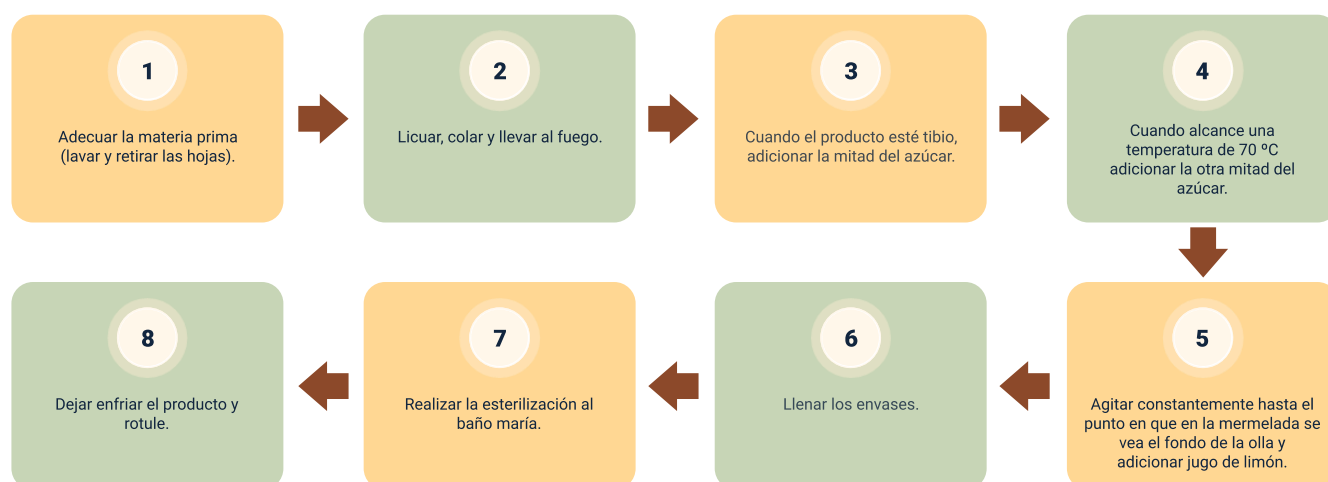 1
Adecuar la materia prima
(lavar y retirar las hojas).
2
Licuar, colar y llevar al fuego.
3
Cuando el producto esté tibio,
adicionar la mitad del azúcar.
4
Cuando alcance una
temperatura de 70 ºC
adicionar la otra mitad del
azúcar.
5
Agitar constantemente hasta el
punto en que en la mermelada se
vea el fondo de la olla y
adicionar jugo de limón.
6
Llenar los envases.
7
Realizar la esterilización al
baño maría.
8
Dejar enfriar el producto y
rotule.